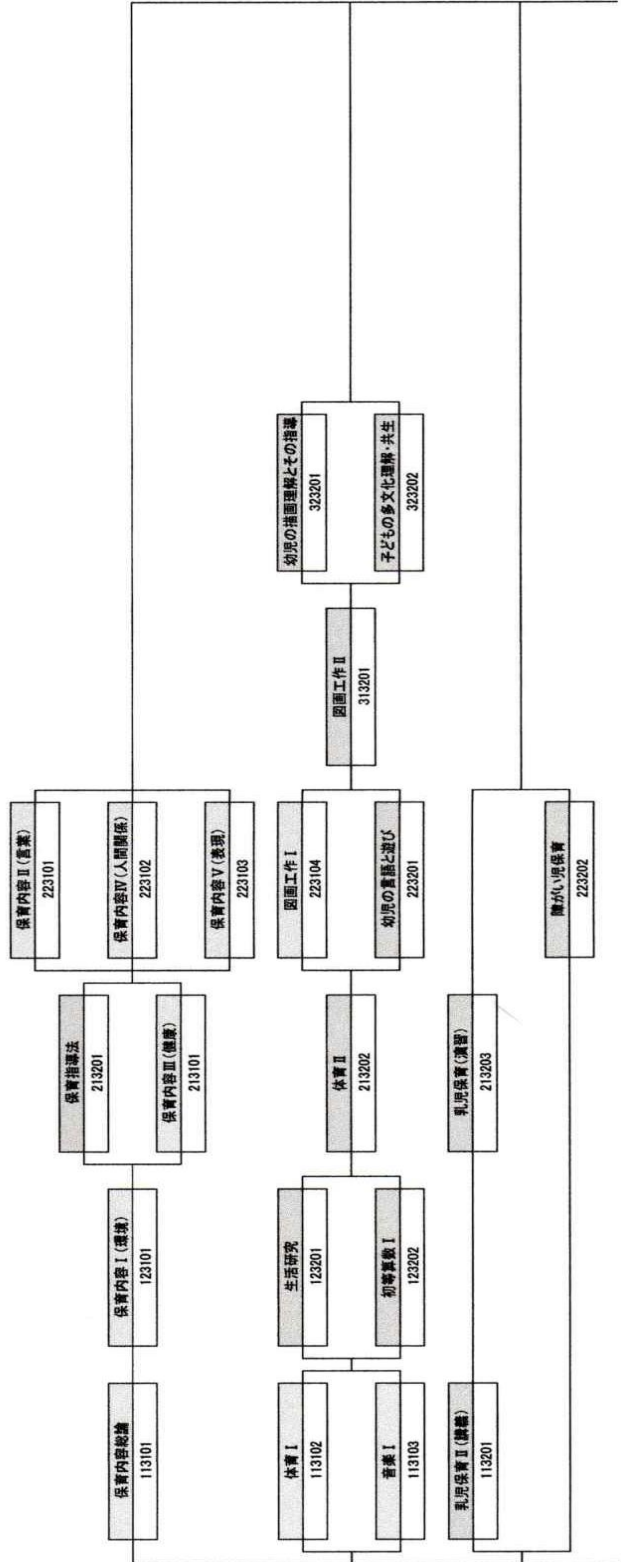 保育内容総論
113101
保育内容Ⅰ(環境)
123101
保育指導法
213201
保育内容Ⅲ(健康)
213101
保育内容Ⅱ(言葉)
223101
保育内容Ⅳ(人間関係)
223102
保育内容Ⅴ(表現)
223103
体育Ⅰ
113102
音楽Ⅰ
113103
生活研究
123201
初等算数Ⅰ
123202
体育Ⅱ
213202
図画工作Ⅰ
223104
幼児の言語と遊び
223201
図画工作Ⅱ
313201
幼児の描画理解とその指導
323201
子どもの多文化理解・共生
323202
乳児保育Ⅱ(講義)
113201
乳児保育(演習)
213203
障がい児保育
223202